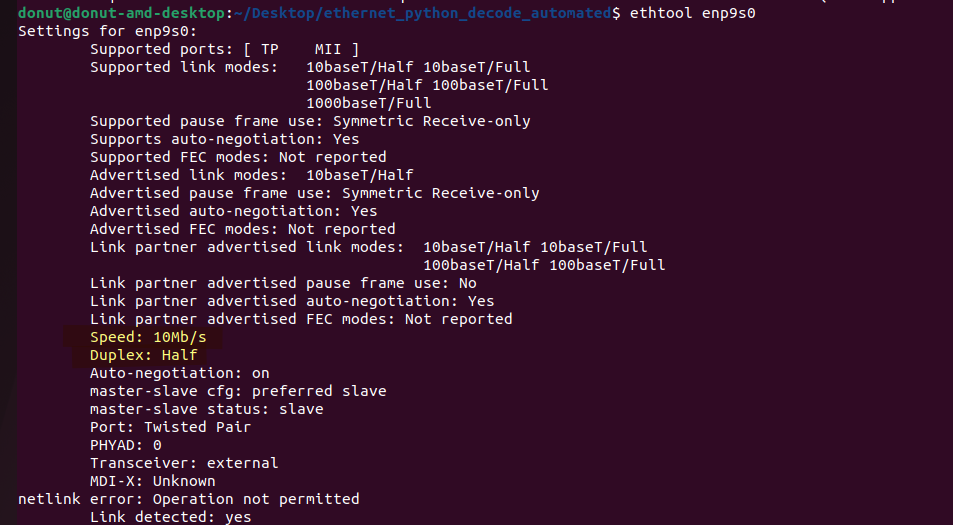 donut@donut-amd-desktop:~/Desktop/ethernet_python_decode_automated$ ethtool enp9s0
Settings for enp9s0:
Supported ports: [ TP    MII ]
Supported link modes:   10baseT/Half 10baseT/Full
100baseT/Half 100baseT/Full
1000baseT/Full
Supported pause frame use: Symmetric Receive-only
Supports auto-negotiation: Yes
Supported FEC modes: Not reported
Advertised link modes:  10baseT/Half
Advertised pause frame use: Symmetric Receive-only
Advertised auto-negotiation: Yes
Advertised FEC modes: Not reported
Link partner advertised link modes:  10baseT/Half 10baseT/Full
100baseT/Half 100baseT/Full
Link partner advertised pause frame use: No
Link partner advertised auto-negotiation: Yes
Link partner advertised FEC modes: Not reported
Speed: 10Mb/s
Duplex: Half
Auto-negotiation: on
master-slave cfg: preferred slave
master-slave status: slave
Port: Twisted Pair
PHYAD: 0
Transceiver: external
MDI-X: Unknown
netlink error: Operation not permitted
Link detected: yes